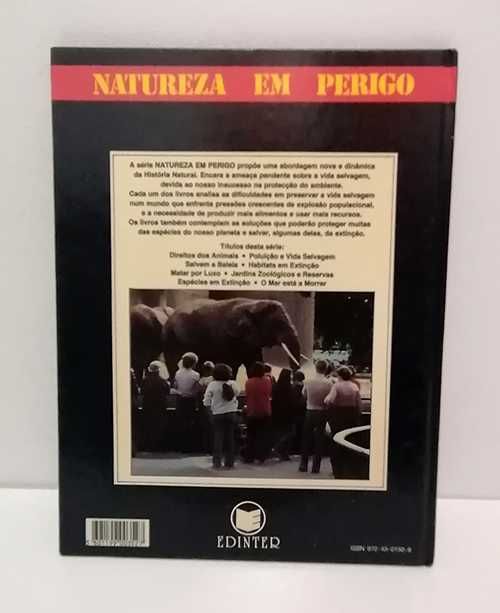 NATUREZA EM PERIGO
A série NATUREZA EM PERIGO propõe uma abordagem nova e dinâmica
da História Natural. Encara a ameaça pendente sobre a vida selvagem,
devida ao nosso insucesso na protecção do ambiente.
Cada um dos livros analisa as dificuldades em preservar a vida selvagem
num mundo que enfrenta pressões crescentes de explosão populacional,
e a necessidade de produzir mais alimentos e usar mais recursos.
Os livros também contemplam as soluções que poderão proteger muitas
das espécies do nosso planeta e salvar, algumas delas, da extinção.
Títulos desta série:
Direitos dos Animais • Poluição e Vida Selvagem
Salvem a Baleia • Habitats em Extinção
Matar por Luxo • Jardins Zoológicos e Reservas
Espécies em Extinção • O Mar está a Morrer
EDINTER
ISBN 972-43-0150-9